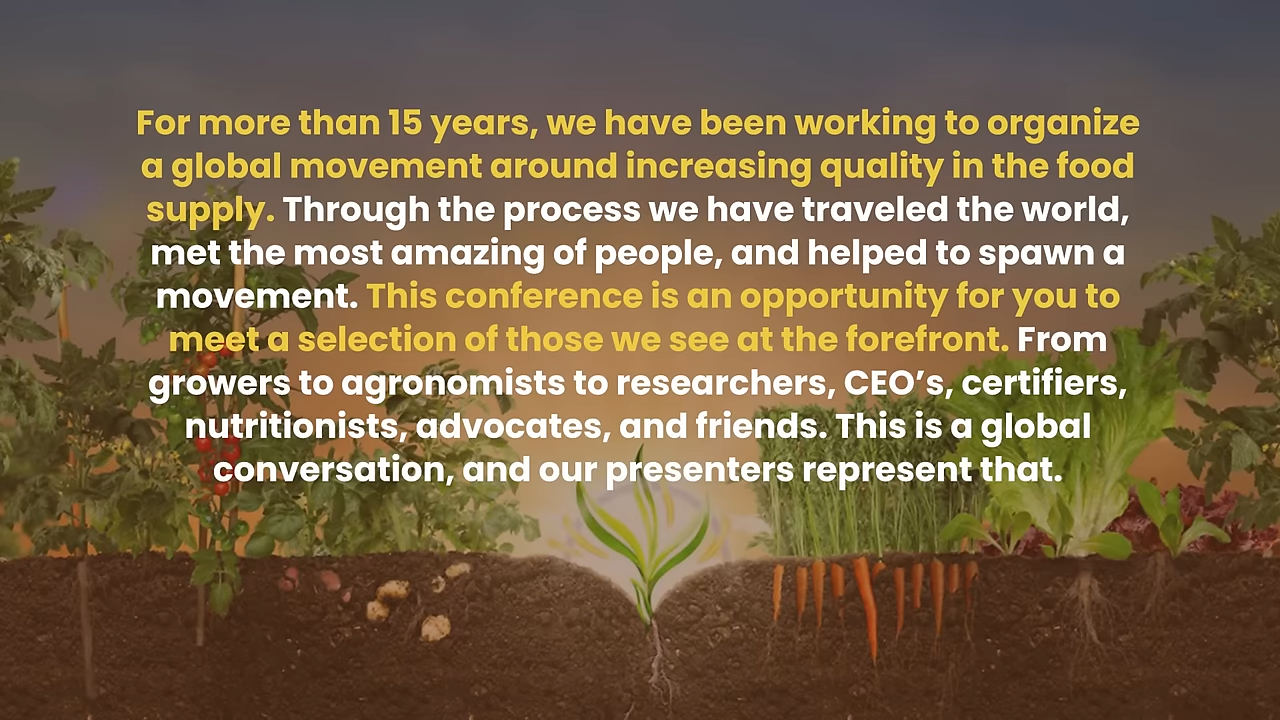 For more than 15 years, we have been working to organize
a global movement around increasing quality in the food
supply. Through the process we have traveled the world,
met the most amazing of people, and helped to spawn a
movement. This conference is an opportunity for you to
meet a selection of those we see at the forefront. From
growers to agronomists to researchers, CEO’s, certifiers,
nutritionists, advocates, and friends. This is a global
conversation, and our presenters represent that.